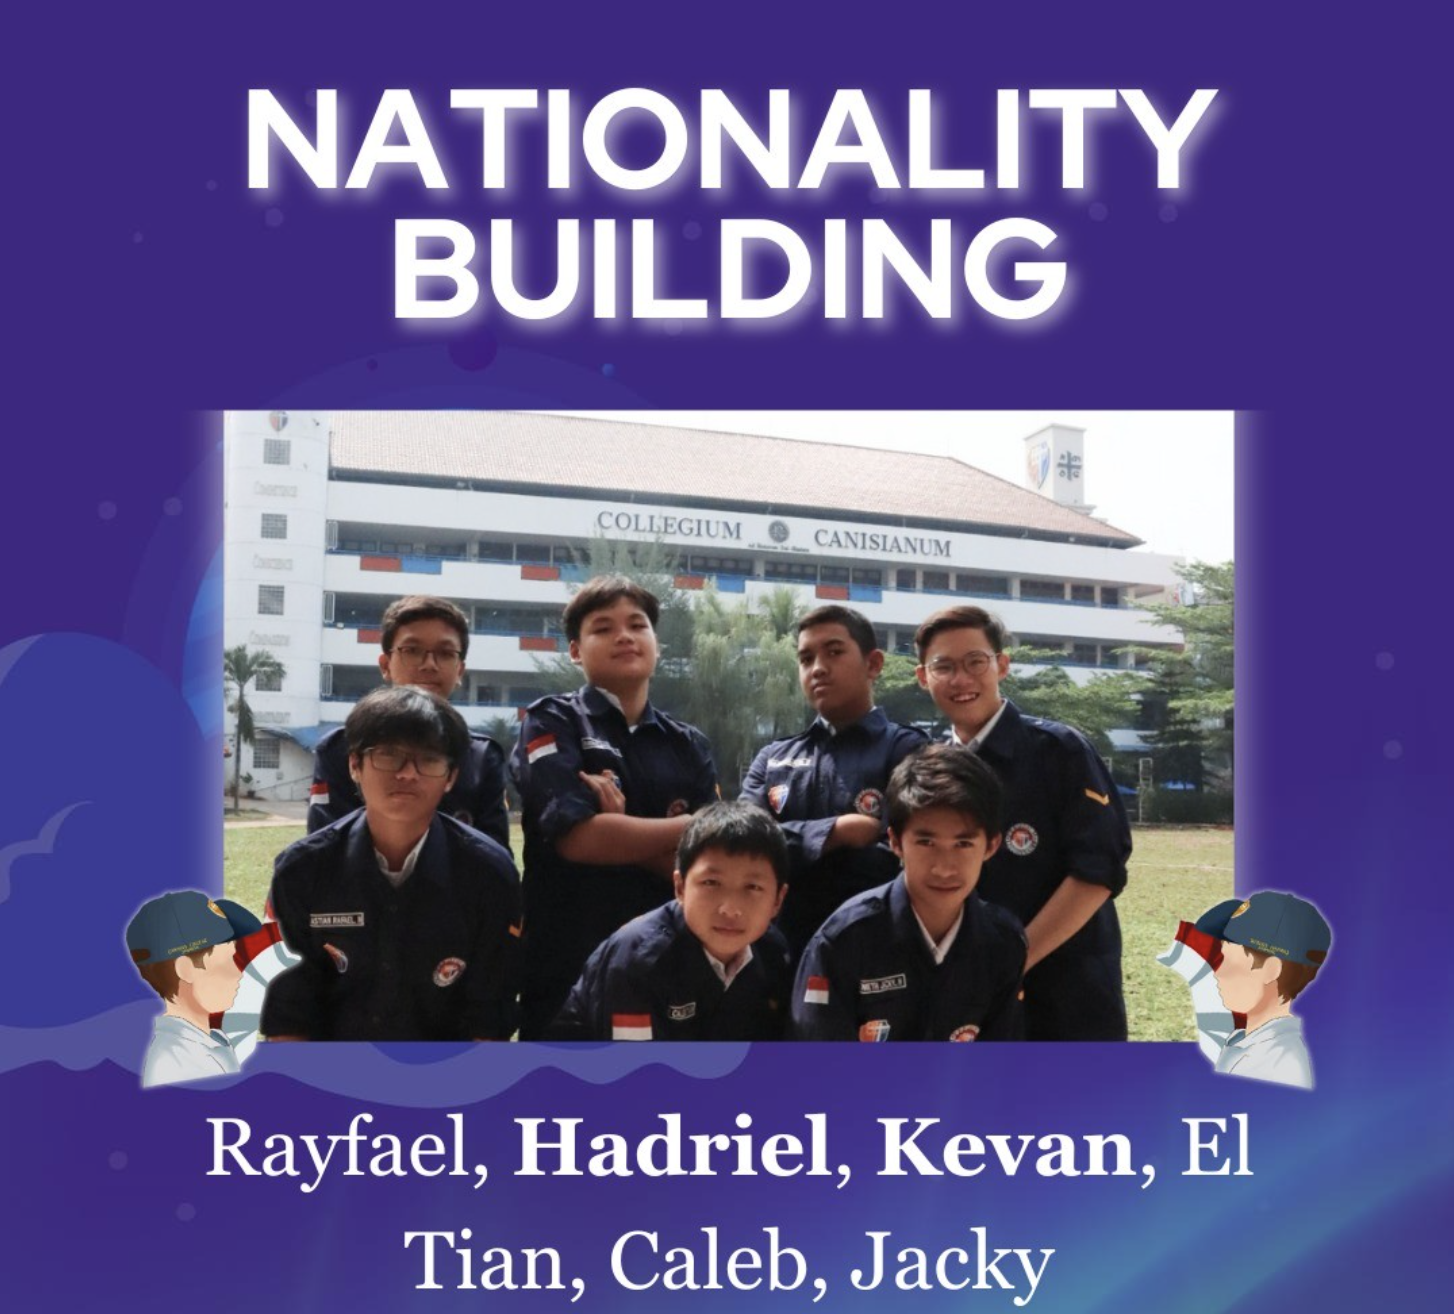 NATIONALITY
BUILDING
COLLEGIUM CANISIANUM
Rayfael, Hadriel, Kevan, El
Tian, Caleb, Jacky